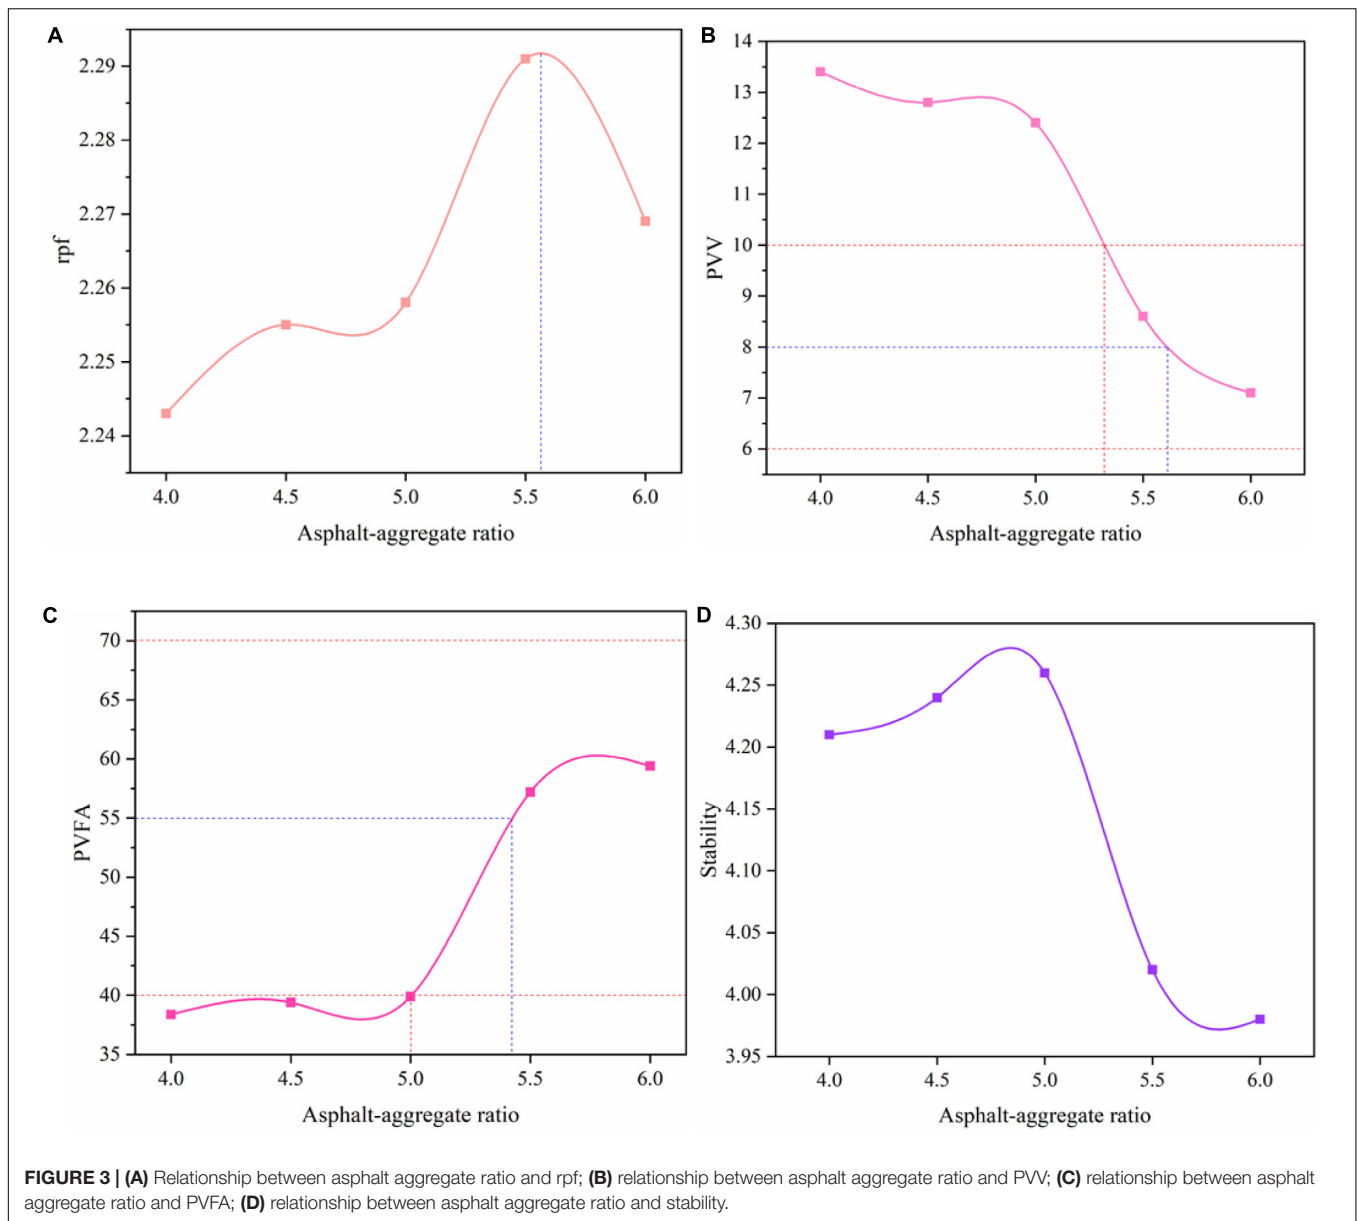 A
2.29
2.28
2.27
2.26
2.25
2.24
rpf
4.0 4.5 5.0 5.5 6.0
Asphalt-aggregate ratio
B
14
13
12
11
10
9
8
7
6
PVV
4.0 4.5 5.0 5.5 6.0
Asphalt-aggregate ratio
C
70
65
60
55
50
45
40
35
PVFA
4.0 4.5 5.0 5.5 6.0
Asphalt-aggregate ratio
D
4.30
4.25
4.20
4.15
4.10
4.05
4.00
3.95
Stability
4.0 4.5 5.0 5.5 6.0
Asphalt-aggregate ratio
FIGURE 3 | (A) Relationship between asphalt aggregate ratio and rpf; (B) relationship between asphalt aggregate ratio and PVV; (C) relationship between asphalt
aggregate ratio and PVFA; (D) relationship between asphalt aggregate ratio and stability.